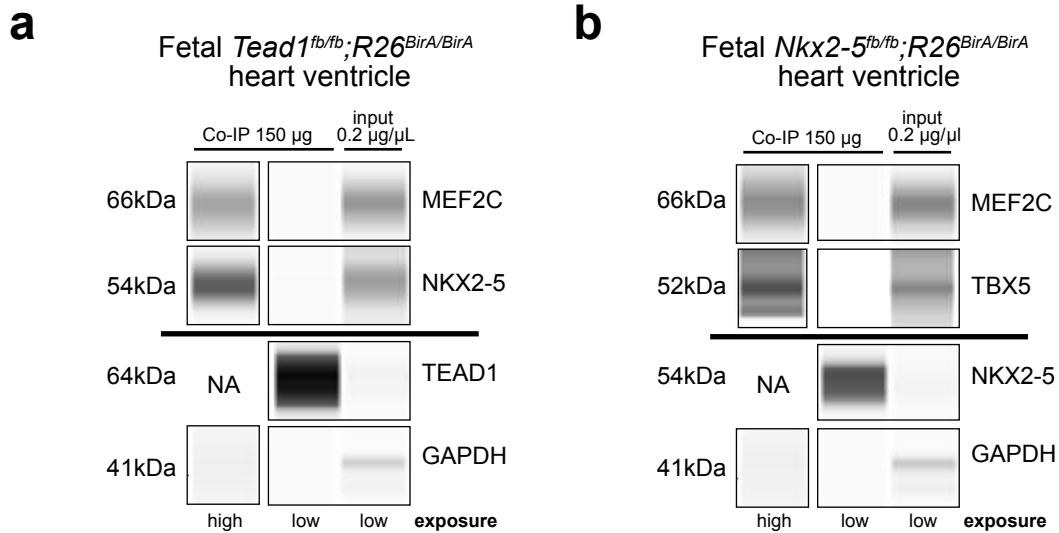 a
Fetal Tead1fb/fb;R26BirA/BirA
heart ventricle
Co-IP 150 µg
input
0.2 µg/µL
66kDa
MEF2C
54kDa
NKX2-5
64kDa
NA
TEAD1
41kDa
GAPDH
high
low
low
exposure
b
Fetal Nkx2-5fb/fb;R26BirA/BirA
heart ventricle
Co-IP 150 µg
input
0.2 µg/µl
66kDa
MEF2C
52kDa
TBX5
54kDa
NA
NKX2-5
41kDa
GAPDH
high
low
low
exposure